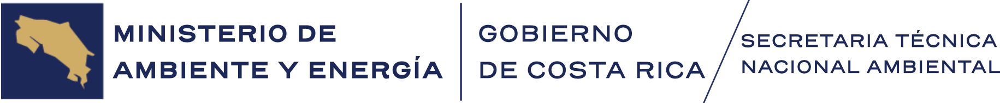 MINISTERIO DE
AMBIENTE Y ENERGÍA
GOBIERNO
DE COSTA RICA
SECRETARIA TÉCNICA
NACIONAL AMBIENTAL